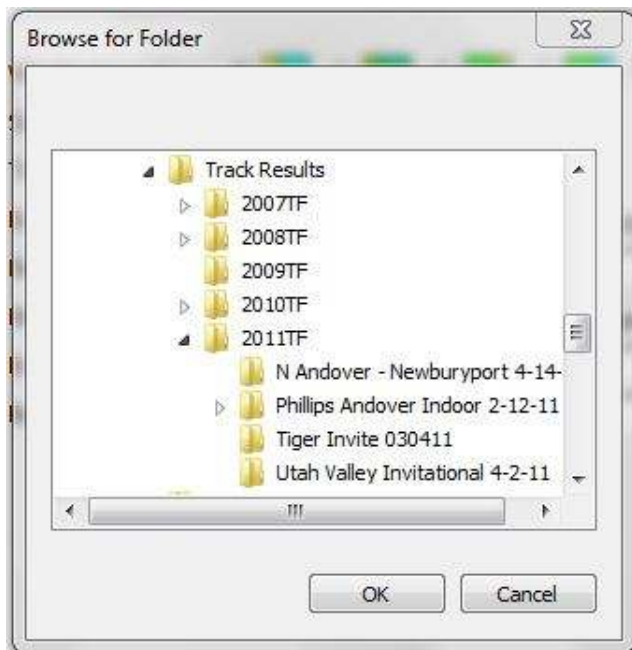 Browse for Folder
Track Results
2007TF
2008TF
2009TF
2010TF
2011TF
N Andover - Newburyport 4-14-
Phillips Andover Indoor 2-12-11
Tiger Invite 030411
Utah Valley Invitational 4-2-11
OK
Cancel